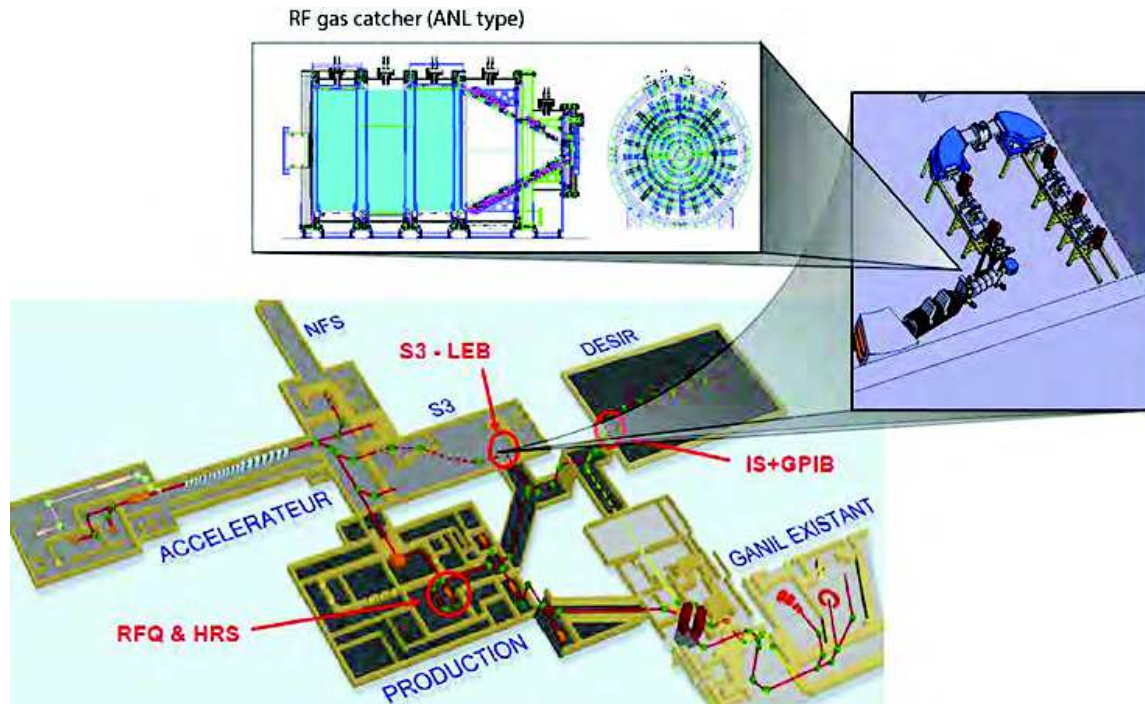 RF gas catcher (ANL type)
NFS
S3 - LEB
DESIR
S3
IS+GPIB
ACCELERATEUR
GANIL EXISTANT
RFQ & HRS
PRODUCTION